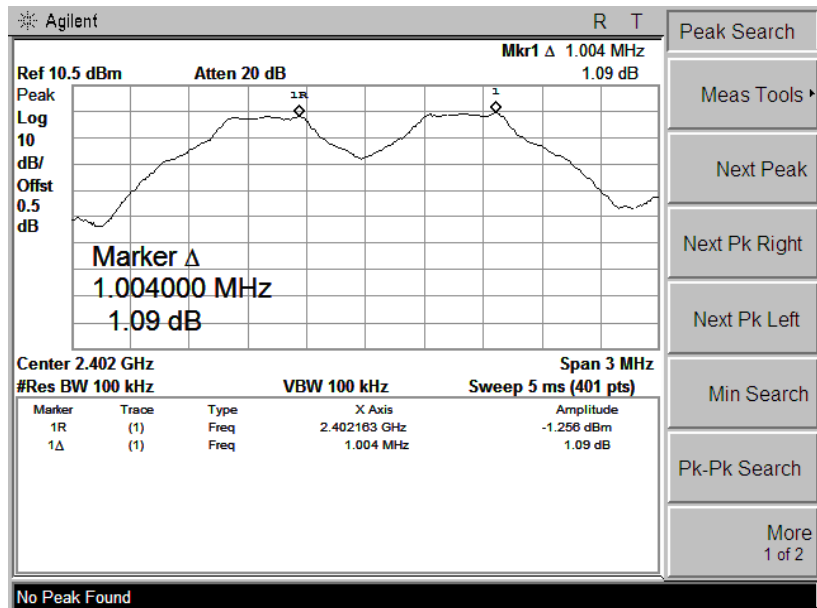 Agilent R T
Mkr1 Δ 1.004 MHz
Ref 10.5 dBm Atten 20 dB 1.09 dB
Peak
Log
10
dB/
Offst
0.5
dB
1R
1
Marker Δ
1.004000 MHz
1.09 dB
Center 2.402 GHz Span 3 MHz
#Res BW 100 kHz VBW 100 kHz Sweep 5 ms (401 pts)
Marker Trace Type X Axis Amplitude
1R (1) Freq 2.402163 GHz -1.256 dBm
1Δ (1) Freq 1.004 MHz 1.09 dB
No Peak Found
Peak Search
Meas Tools
Next Peak
Next Pk Right
Next Pk Left
Min Search
Pk-Pk Search
More
1 of 2